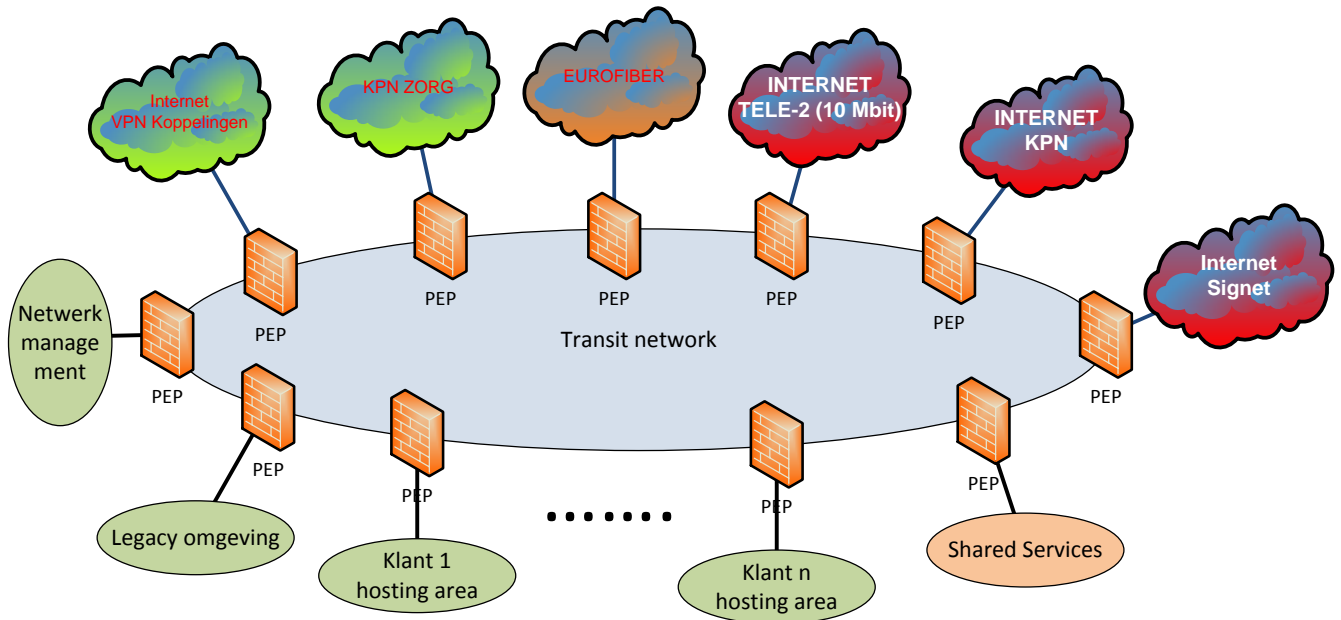 Internet
VPN Koppelingen
KPN ZORG
EUROFIBER
INTERNET
TELE-2 (10 Mbit)
INTERNET
KPN
Internet
Signet
PEP
PEP
PEP
PEP
PEP
PEP
Netwerk
manage
ment
PEP
Transit network
PEP
PEP
PEP
PEP
Legacy omgeving
Klant 1
hosting area
.......
Klant n
hosting area
Shared Services